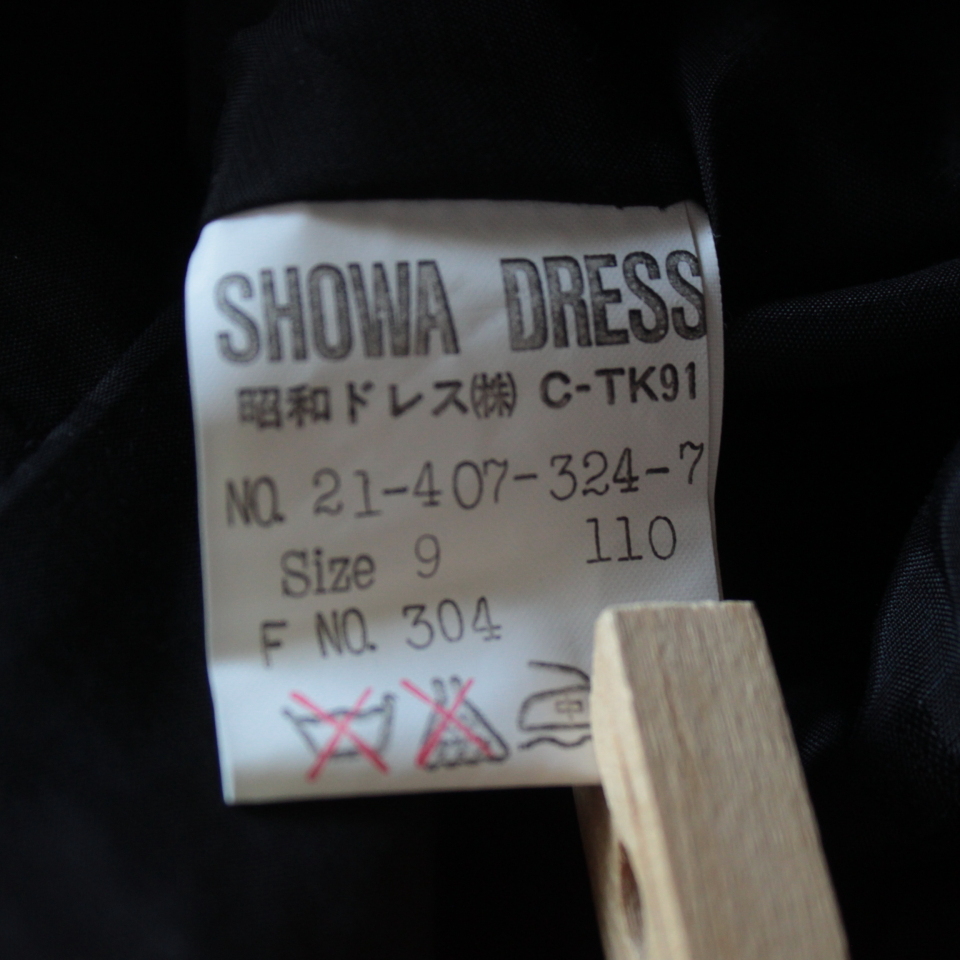 SHOWA DRESS
昭和ドレス㈱ C-TK91
NO. 21-407-324-7
Size 9 110
F NO. 304